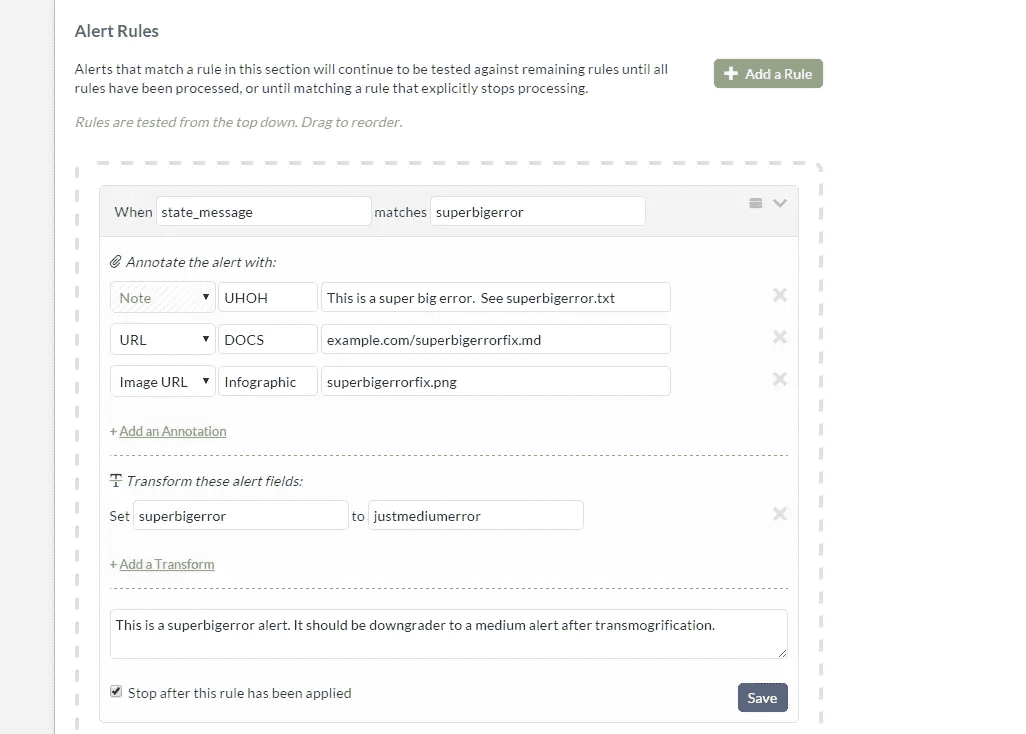 Alert Rules
Alerts that match a rule in this section will continue to be tested against remaining rules until all
rules have been processed, or until matching a rule that explicitly stops processing.
Add a Rule
Rules are tested from the top down. Drag to reorder.
When state_message matches superbigerror
Annotate the alert with:
Note UHOH This is a super big error. See superbigerror.txt
URL DOCS example.com/superbigerrorfix.md
Image URL Infographic superbigerrorfix.png
+ Add an Annotation
Transform these alert fields:
Set superbigerror to justmediumerror
+ Add a Transform
This is a superbigerror alert. It should be downgrader to a medium alert after transmogrification.
Stop after this rule has been applied
Save